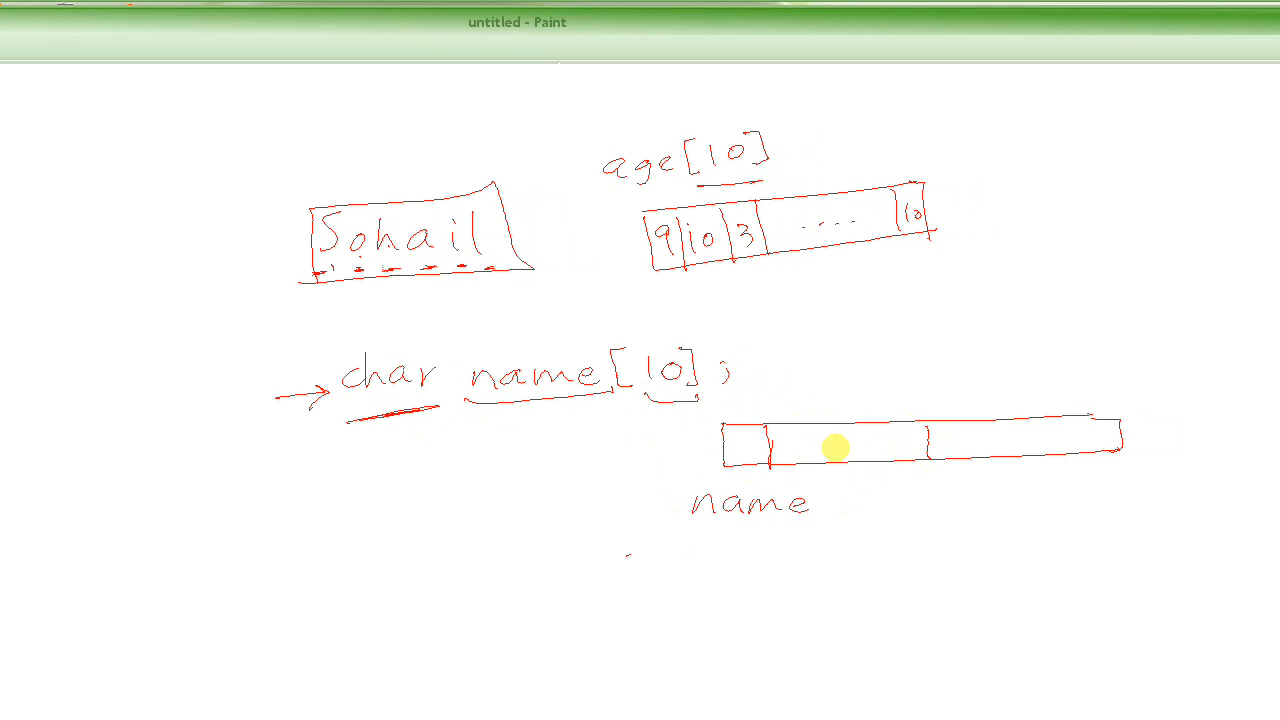 untitled - Paint
age[10]
Sohail
9 10 3 .... 10
char name[10];
name